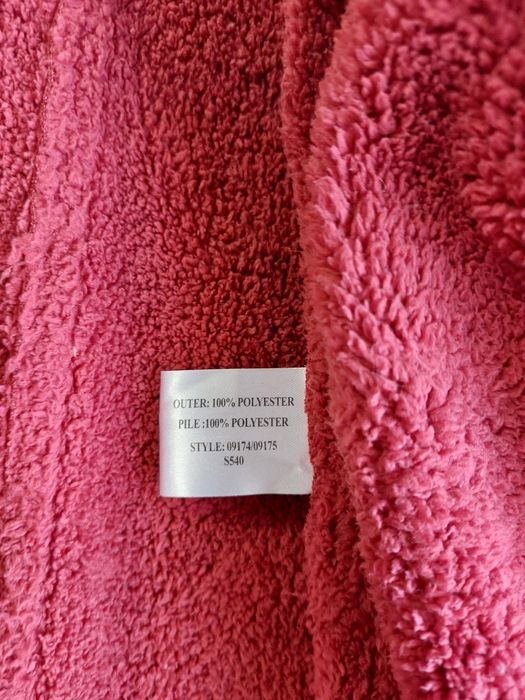 OUTER: 100% POLYESTER
PILE :100% POLYESTER
STYLE: 09174/09175
S540